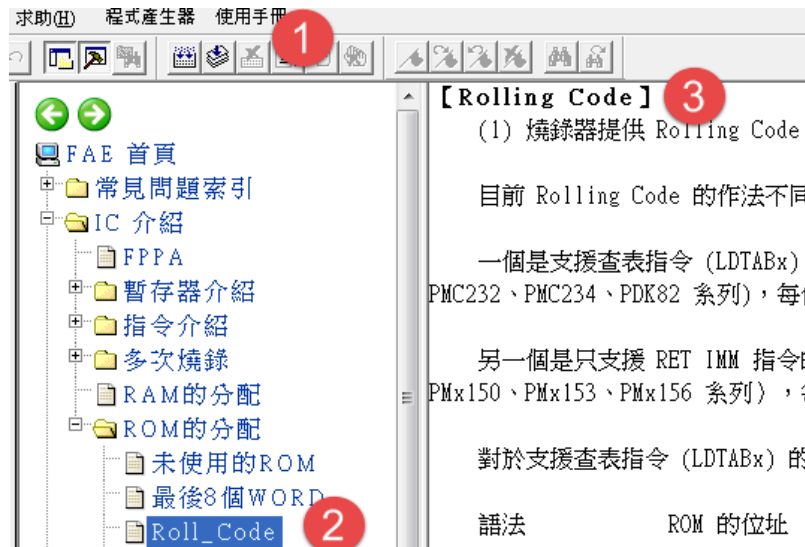 求助(H) 程式產生器 使用手冊
1
FAE 首頁
常見問題索引
IC 介紹
FPPA
暫存器介紹
指令介紹
多次燒錄
RAM的分配
ROM的分配
未使用的ROM
最後8個WORD
Roll_Code
2
【Rolling Code】
3
(1) 燒錄器提供 Rolling Code
目前 Rolling Code 的作法不同
一個是支援查表指令 (LDTABx)
PMC232、PMC234、PDK82 系列)，每
另一個是只支援 RET IMM 指令
PMx150、PMx153、PMx156 系列)，
對於支援查表指令 (LDTABx) 的
語法 ROM 的位址